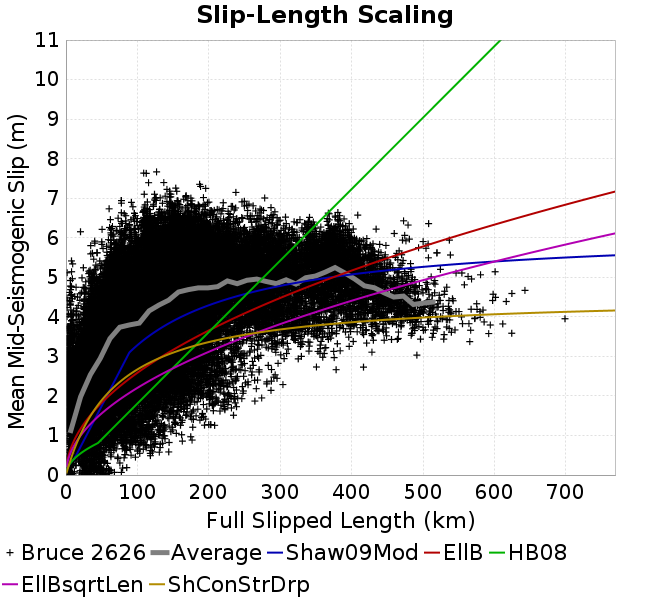 Slip-Length Scaling
Mean Mid-Seismogenic Slip (m)
11
10
9
8
7
6
5
4
3
2
1
0
0 100 200 300 400 500 600 700
Full Slipped Length (km)
Bruce 2626 Average Shaw09Mod EllB HB08
EllBsqrtLen ShConStrDrp